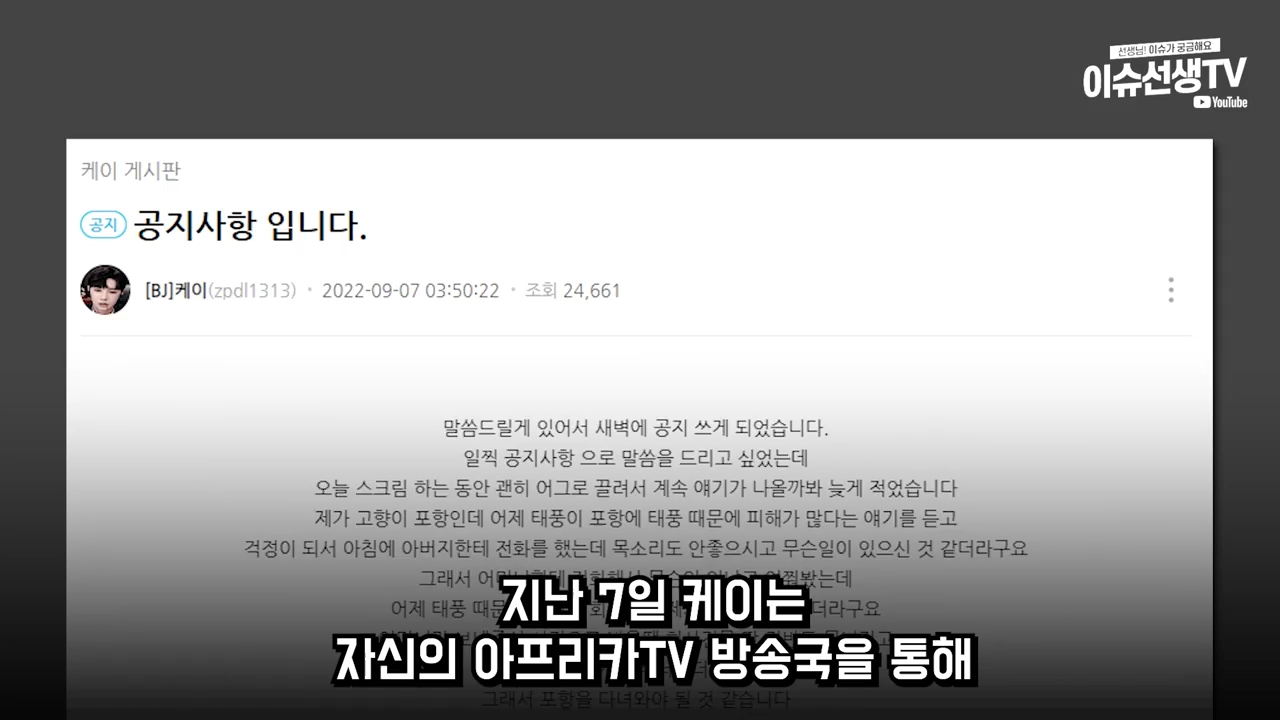 선생님! 이슈가 궁금해요
이슈선생TV
YouTube
케이 게시판
공지 공지사항 입니다.
[BJ]케이(zpdl1313) • 2022-09-07 03:50:22 • 조회 24,661
말씀드릴게 있어서 새벽에 공지 쓰게 되었습니다.
일찍 공지사항 으로 말씀을 드리고 싶었는데
오늘 스크림 하는 동안 괜히 어그로 끌려서 계속 얘기가 나올까봐 늦게 적었습니다
제가 고향이 포항인데 어제 태풍이 포항에 태풍 때문에 피해가 많다는 얘기를 듣고
걱정이 되서 아침에 아버지한테 전화를 했는데 목소리도 안좋으시고 무슨일이 있으신 것 같더라구요
그래서
어제 태풍 더라구요
지난 7일 케이는
자신의 아프리카TV 방송국을 통해
그래서 포항을 다녀와야 될 것 같습니다